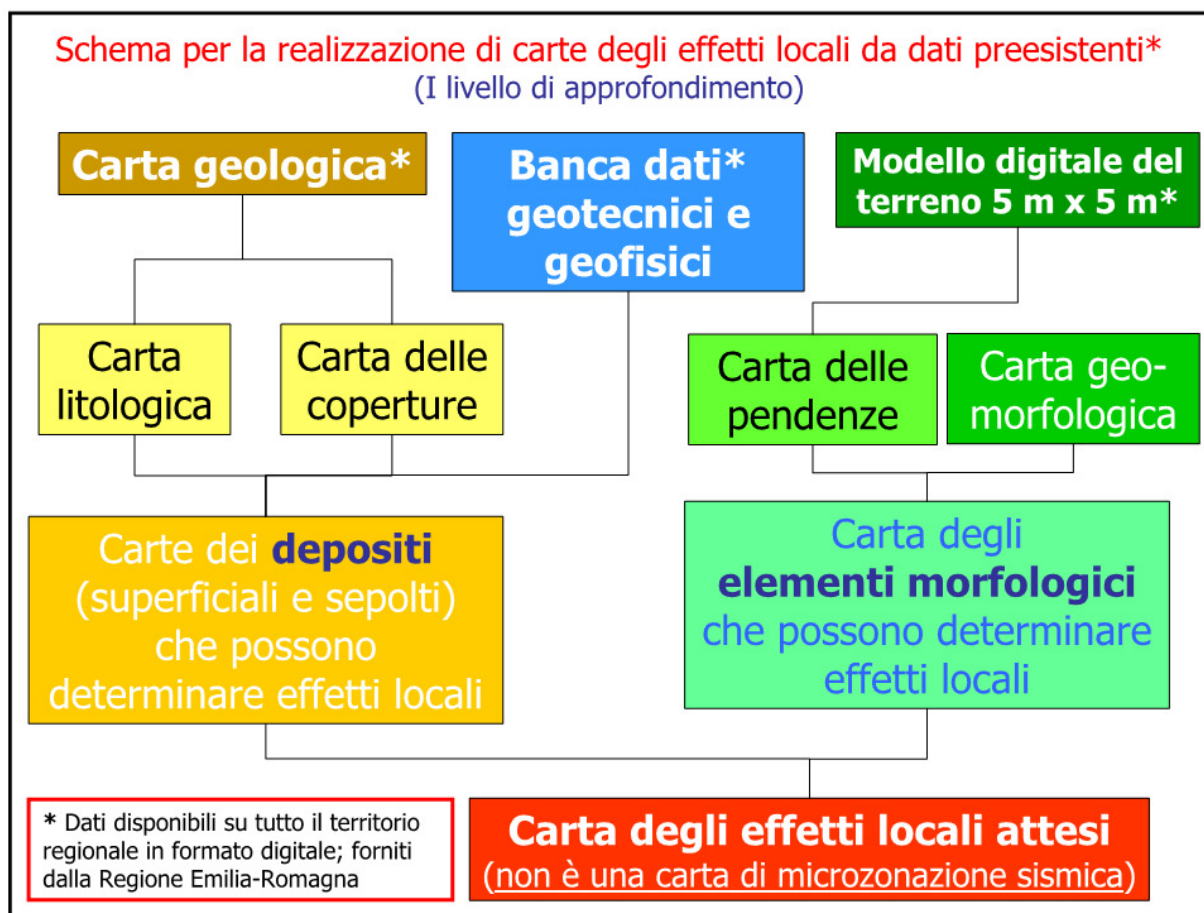 Schema per la realizzazione di carte degli effetti locali da dati preesistenti*
(I livello di approfondimento)
Carta geologica*
Banca dati*
geotecnici e
geofisici
Modello digitale del
terreno 5 m x 5 m*
Carta
litologica
Carta delle
coperture
Carta delle
pendenze
Carta geo-
morfologica
Carte dei depositi
(superficiali e sepolti)
che possono
determinare effetti locali
Carta degli
elementi morfologici
che possono determinare
effetti locali
* Dati disponibili su tutto il territorio
regionale in formato digitale; forniti
dalla Regione Emilia-Romagna
Carta degli effetti locali attesi
(non è una carta di microzonazione sismica)